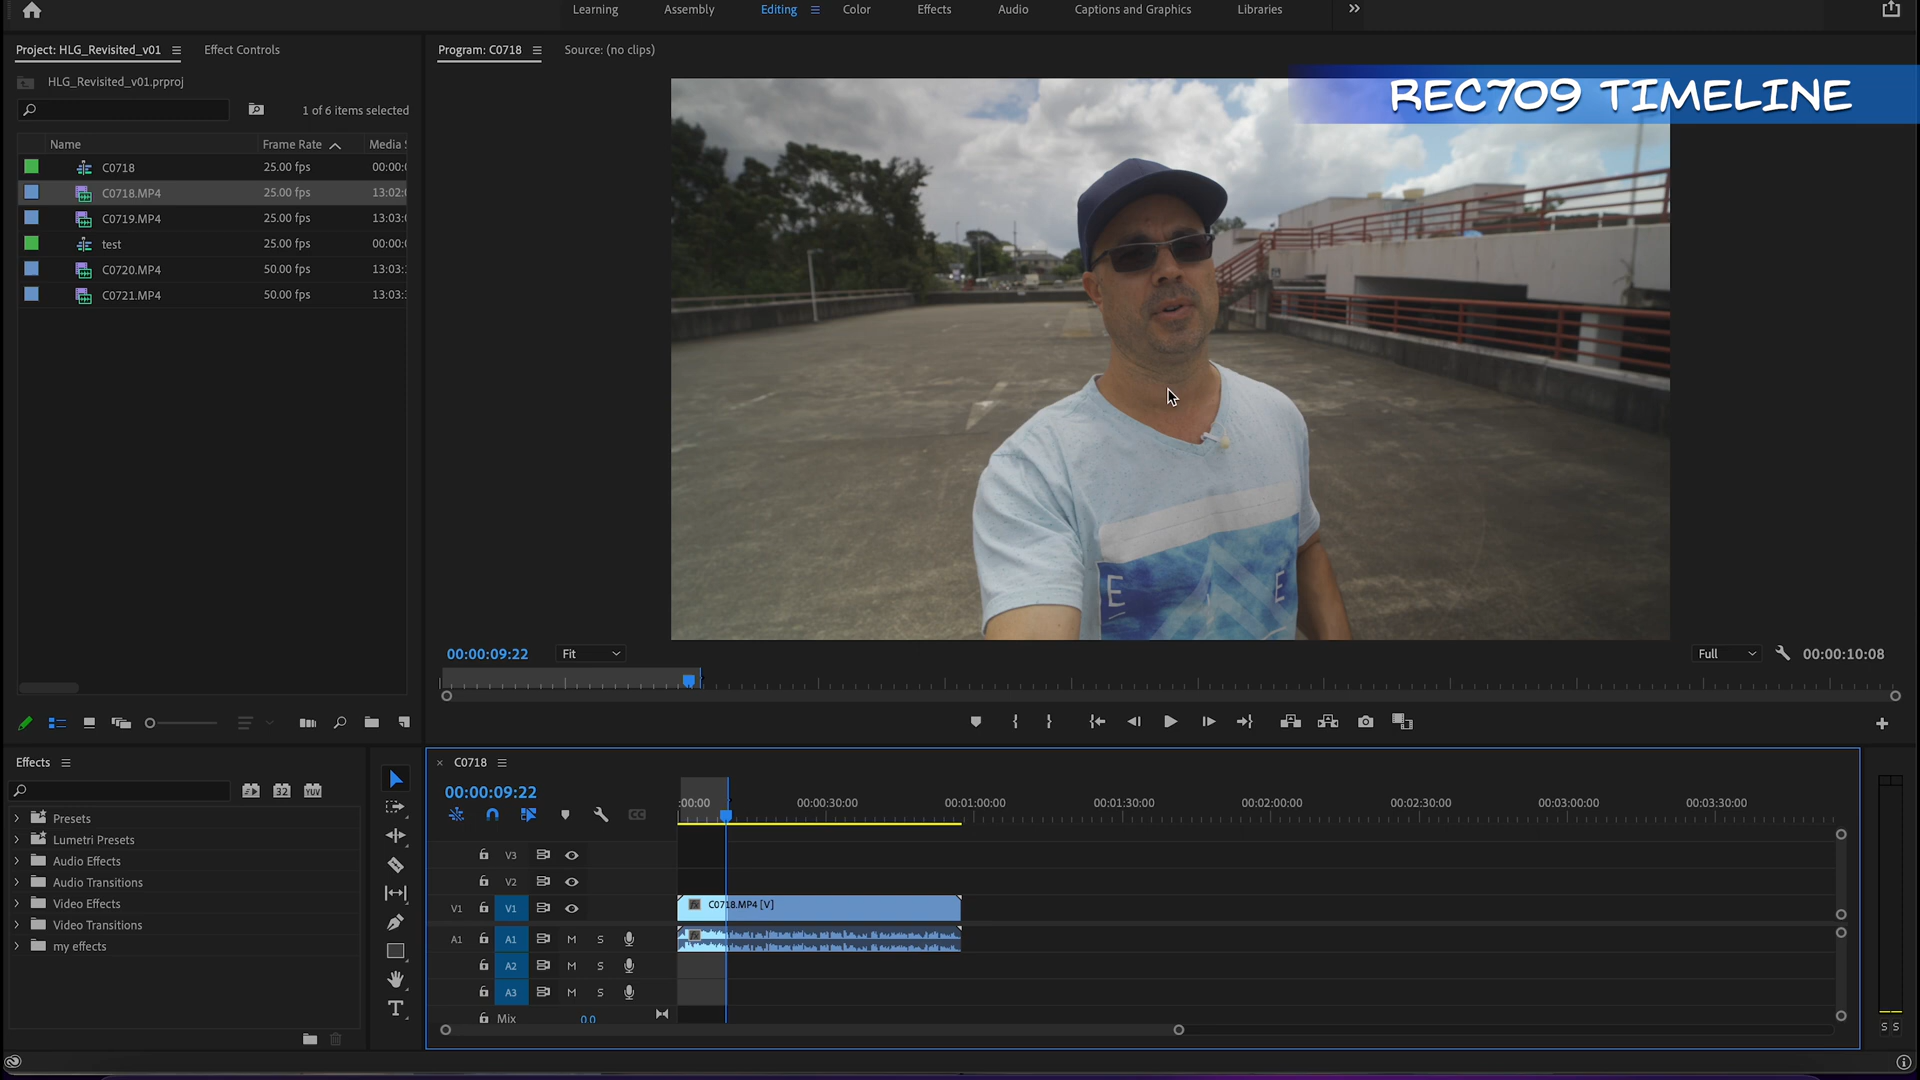 Learning Assembly Editing Color Effects Audio Captions and Graphics Libraries
Project: HLG_Revisited_v01 Effect Controls
Program: C0718 Source: (no clips)
HLG_Revisited_v01.prproj
1 of 6 items selected
REC709 TIMELINE
Name Frame Rate Media
C0718 25.00 fps 00:00:
C0718.MP4 25.00 fps 13:02:
C0719.MP4 25.00 fps 13:03:
test 25.00 fps 00:00:
C0720.MP4 50.00 fps 13:03:
C0721.MP4 50.00 fps 13:03:
E E
00:00:09:22 Fit Full 00:00:10:08
Effects
32 YUV
Presets
Lumetri Presets
Audio Effects
Audio Transitions
Video Effects
Video Transitions
my effects
C0718
00:00:09:22
:00:00 00:00:30:00 00:01:00:00 00:01:30:00 00:02:00:00 00:02:30:00 00:03:00:00 00:03:30:00
CC
V3
V2
V1 V1 fx C0718.MP4 [V]
A1 A1 M S fx
A2 M S
A3 M S
Mix 0.0
S S